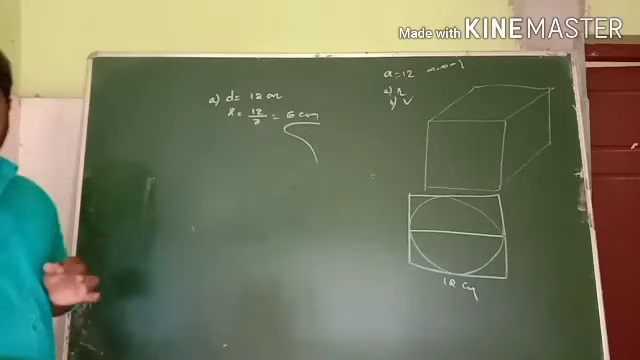 Made with KINEMASTER
a = 12
a) r
b) V
a) d = 12 cm
r = 12/2 = 6 cm
12 cm